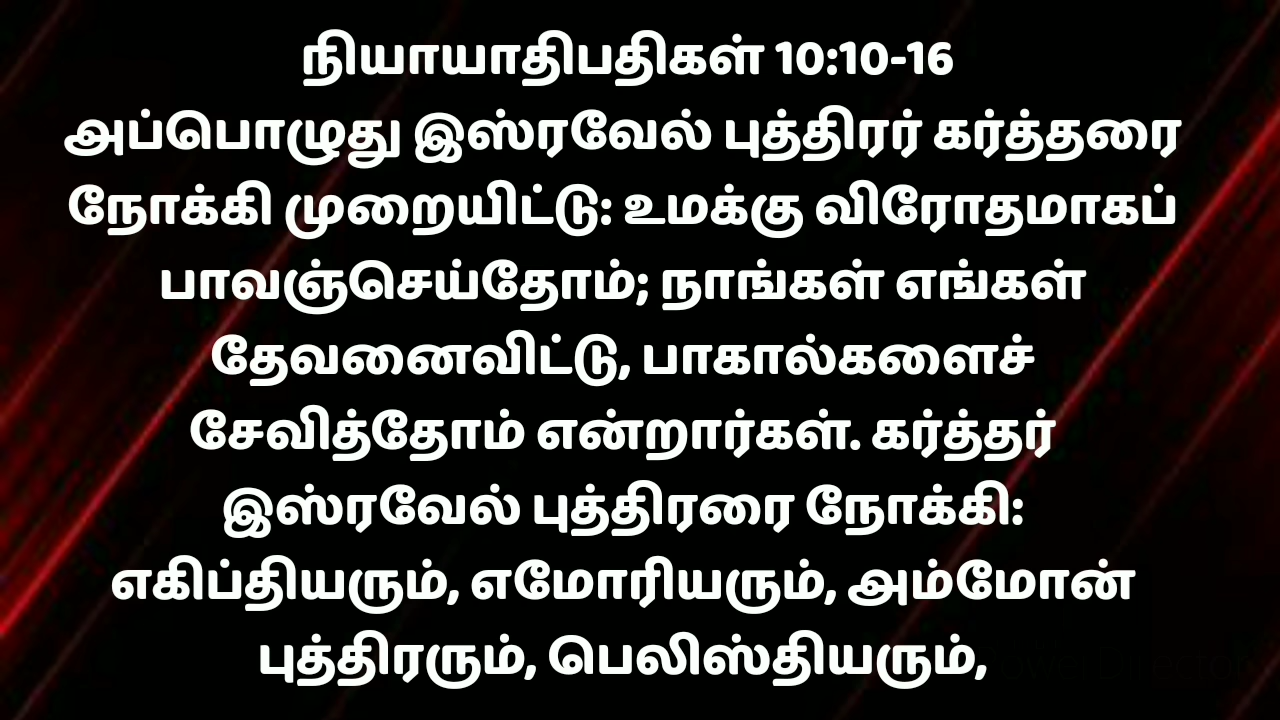 நியாயாதிபதிகள் 10:10-16
அப்பொழுது இஸ்ரவேல் புத்திரர் கர்த்தரை
நோக்கி முறையிட்டு: உமக்கு விரோதமாகப்
பாவஞ்செய்தோம்; நாங்கள் எங்கள்
தேவனைவிட்டு, பாகால்களைச்
சேவித்தோம் என்றார்கள். கர்த்தர்
இஸ்ரவேல் புத்திரரை நோக்கி:
எகிப்தியரும், எமோரியரும், அம்மோன்
புத்திரரும், பெலிஸ்தியரும்,
PowerDirector